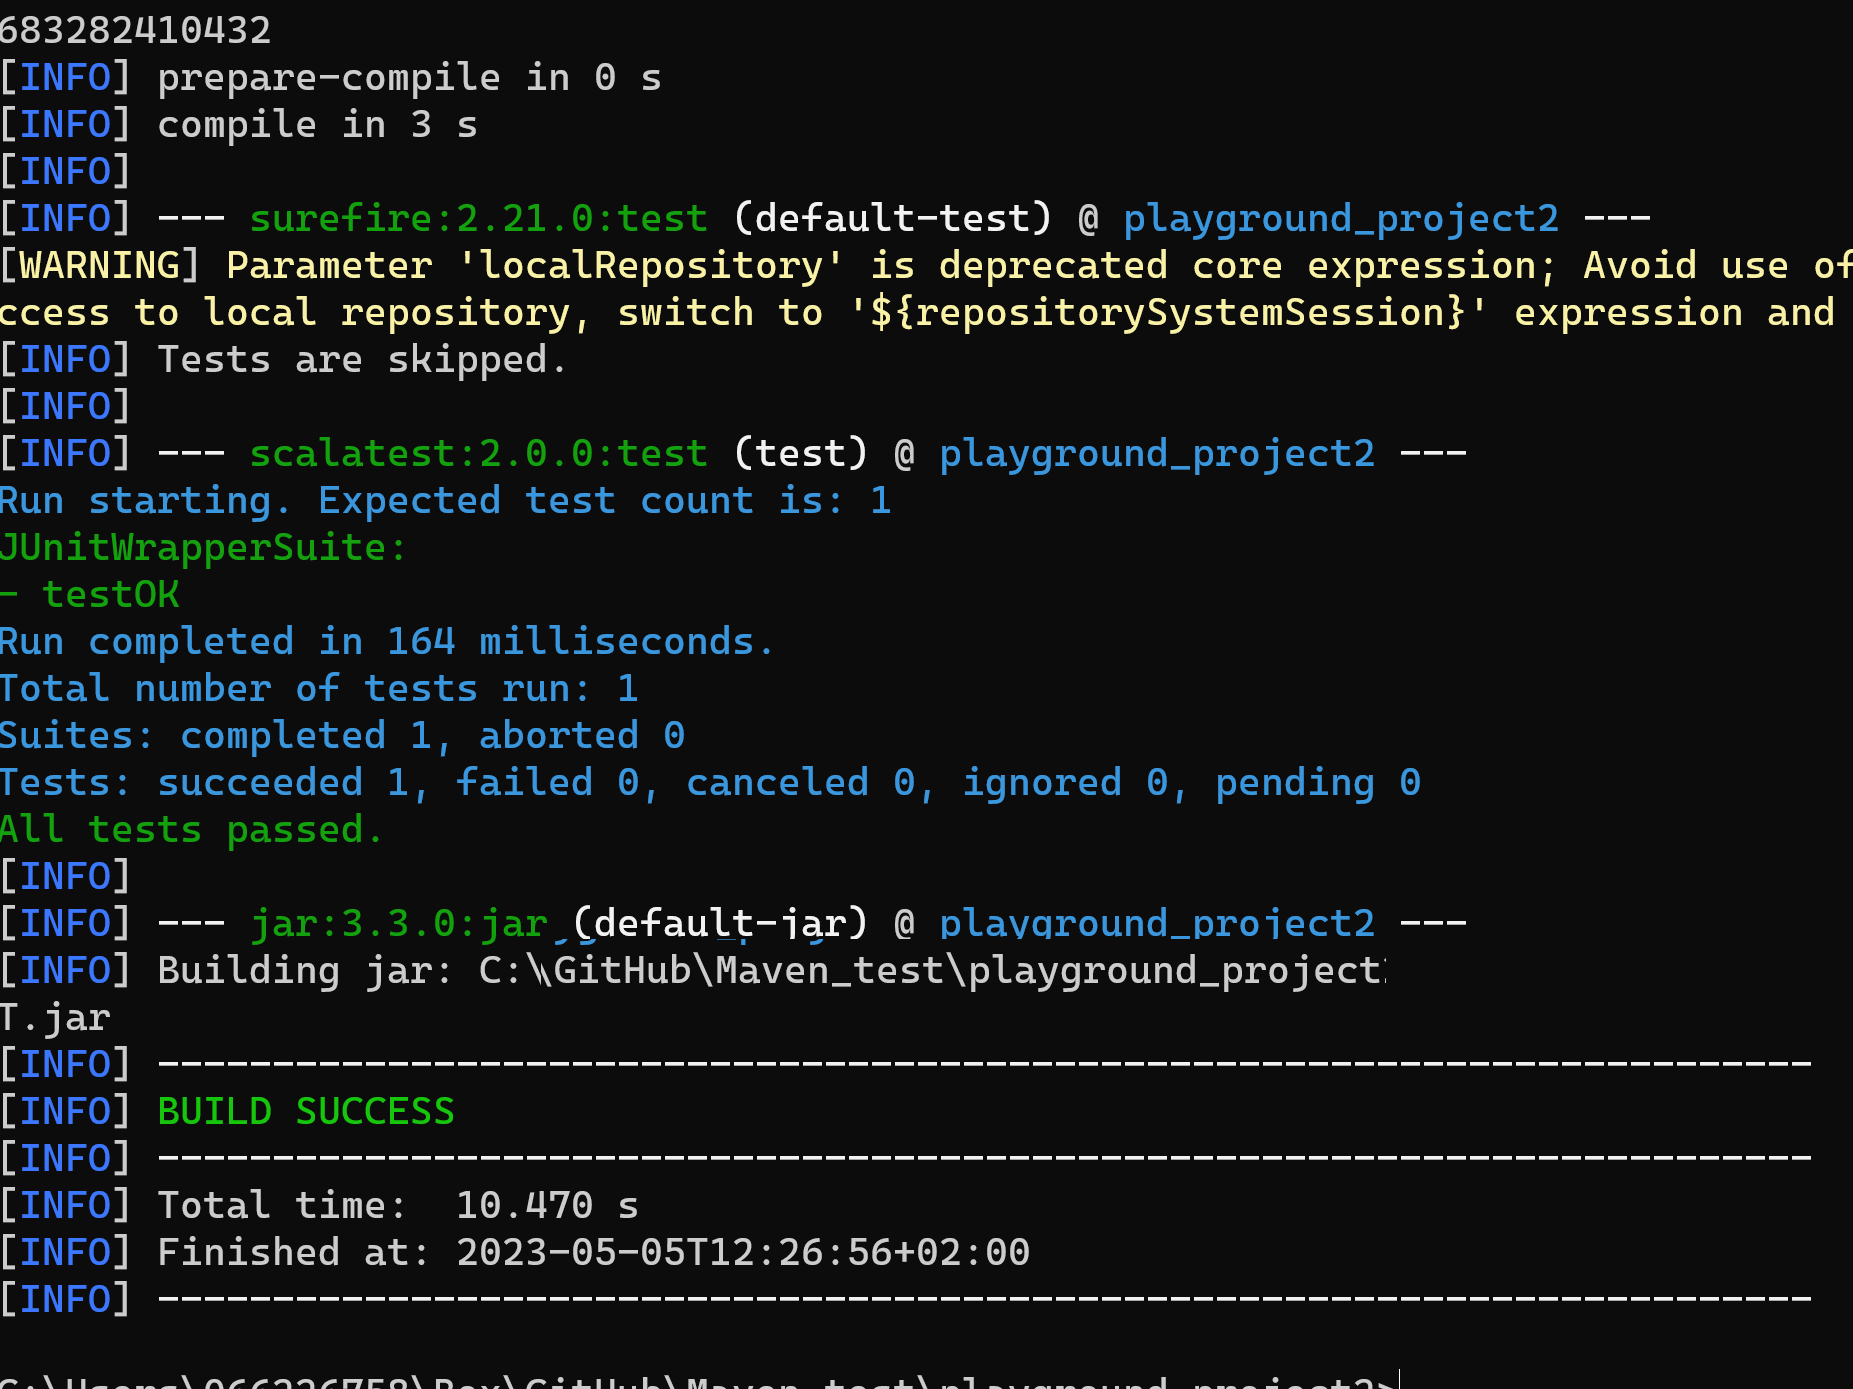 683282410432
[INFO] prepare-compile in 0 s
[INFO] compile in 3 s
[INFO]
[INFO] --- surefire:2.21.0:test (default-test) @ playground_project2 ---
[WARNING] Parameter 'localRepository' is deprecated core expression; Avoid use of
ccess to local repository, switch to '${repositorySystemSession}' expression and
[INFO] Tests are skipped.
[INFO]
[INFO] --- scalatest:2.0.0:test (test) @ playground_project2 ---
Run starting. Expected test count is: 1
JUnitWrapperSuite:
- testOK
Run completed in 164 milliseconds.
Total number of tests run: 1
Suites: completed 1, aborted 0
Tests: succeeded 1, failed 0, canceled 0, ignored 0, pending 0
All tests passed.
[INFO]
[INFO] --- jar:3.3.0:jar (default-jar) @ playground_project2 ---
[INFO] Building jar: C:\\GitHub\Maven_test\playground_project
T.jar
[INFO] ------------------------------------------------------------------------
[INFO] BUILD SUCCESS
[INFO] ------------------------------------------------------------------------
[INFO] Total time:  10.470 s
[INFO] Finished at: 2023-05-05T12:26:56+02:00
[INFO] ------------------------------------------------------------------------
GitHub\Maven_test\playground_project2>